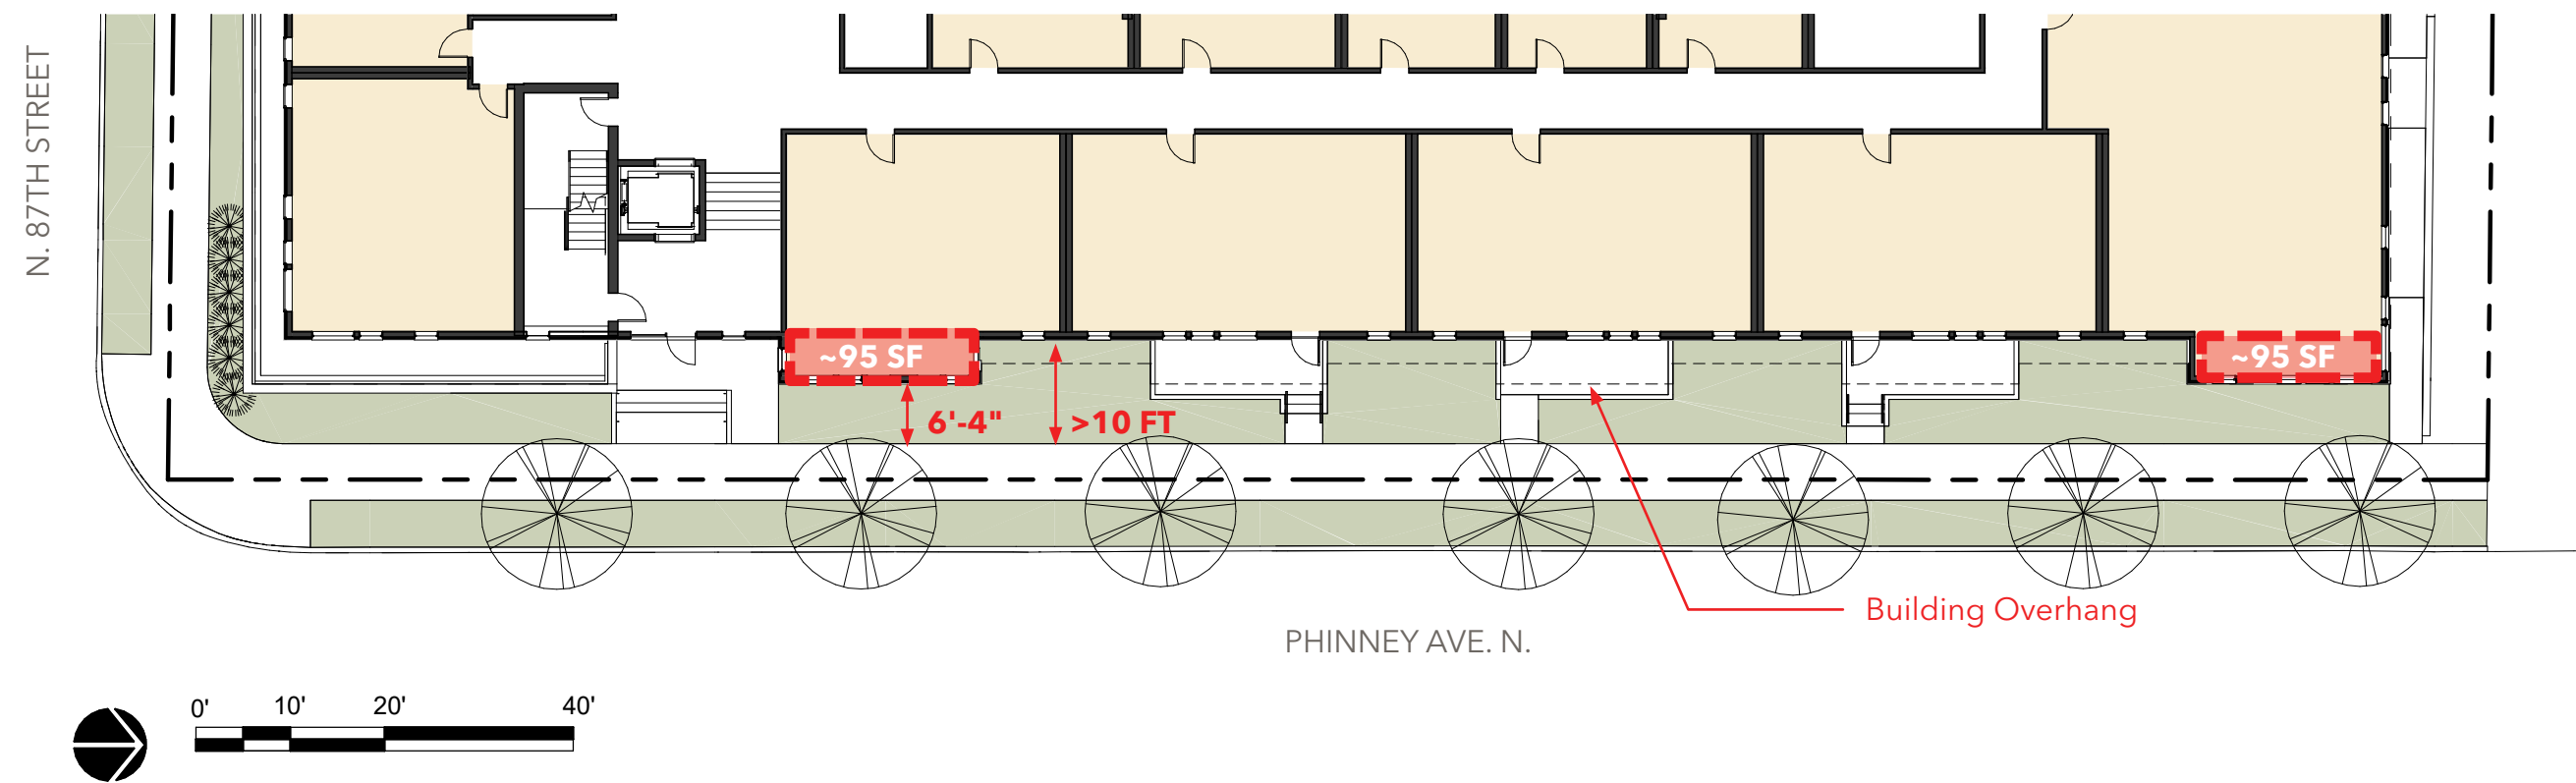 N. 87TH STREET
~95 SF
~95 SF
6'-4"
>10 FT
Building Overhang
PHINNEY AVE. N.
0' 10' 20' 40'